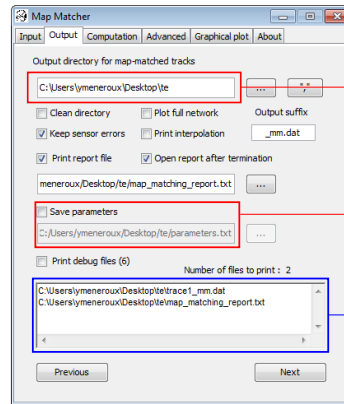 Map Matcher
Input Output Computation Advanced Graphical plot About
Output directory for map-matched tracks
C:\Users\ymeneroux\Desktop\te ... ","
Clean directory Plot full network Output suffix
Keep sensor errors Print interpolation _mm.dat
Print report file Open report after termination
meneroux/Desktop/te/map_matching_report.txt ...
Save parameters
C:/Users/ymeneroux/Desktop/te/parameters.txt ...
Print debug files (6)
Number of files to print : 2
C:\Users\ymeneroux\Desktop\te\trace1_mm.dat
C:\Users\ymeneroux\Desktop\te\map_matching_report.txt
Previous Next